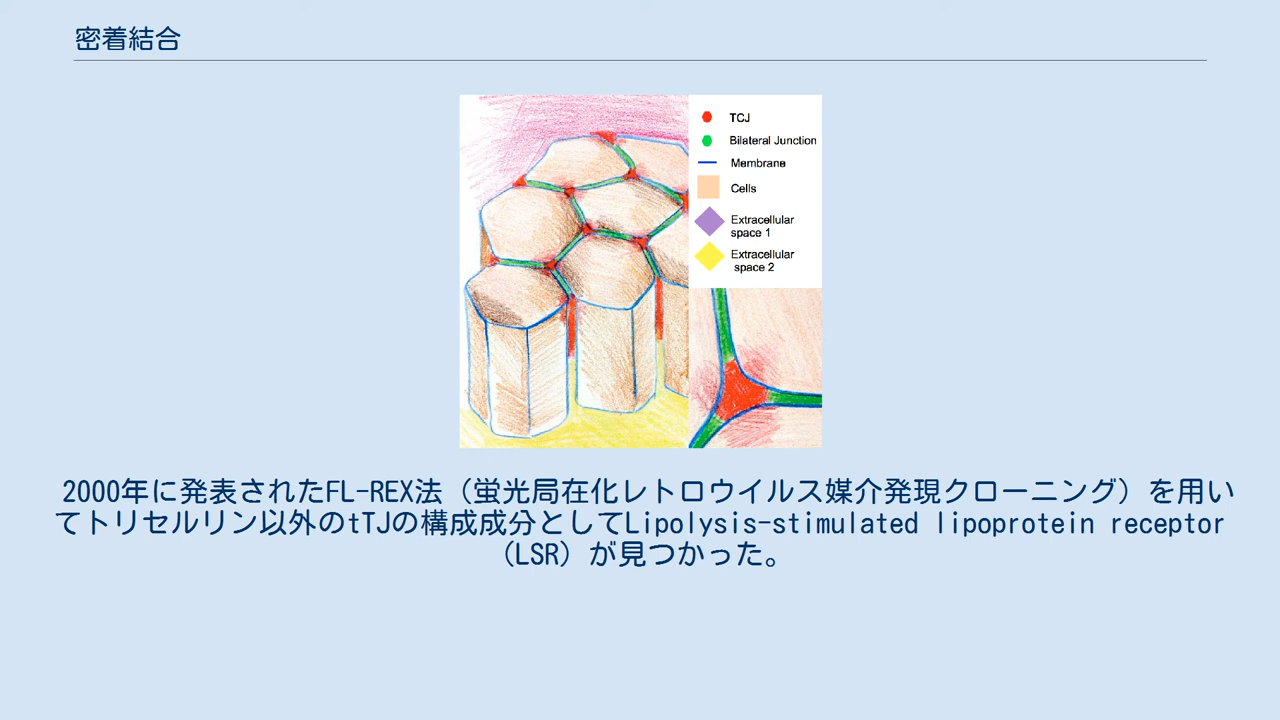 密着結合
TCJ
Bilateral Junction
Membrane
Cells
Extracellular
space 1
Extracellular
space 2
2000年に発表されたFL-REX法（蛍光局在化レトロウイルス媒介発現クローニング）を用い
てトリセルリン以外のtTJの構成成分としてLipolysis-stimulated lipoprotein receptor
（LSR）が見つかった。